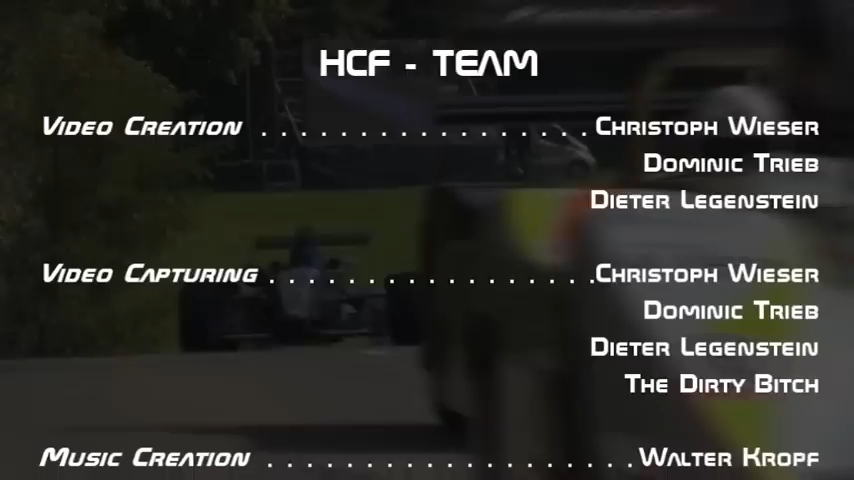 HCF - TEAM
VIDEO CREATION . . . . . . . . . . . . . . . . . CHRISTOPH WIESER
DOMINIC TRIEB
DIETER LEGENSTEIN
VIDEO CAPTURING . . . . . . . . . . . . . . . . . CHRISTOPH WIESER
DOMINIC TRIEB
DIETER LEGENSTEIN
THE DIRTY BITCH
MUSIC CREATION . . . . . . . . . . . . . . . . . . . WALTER KROPF